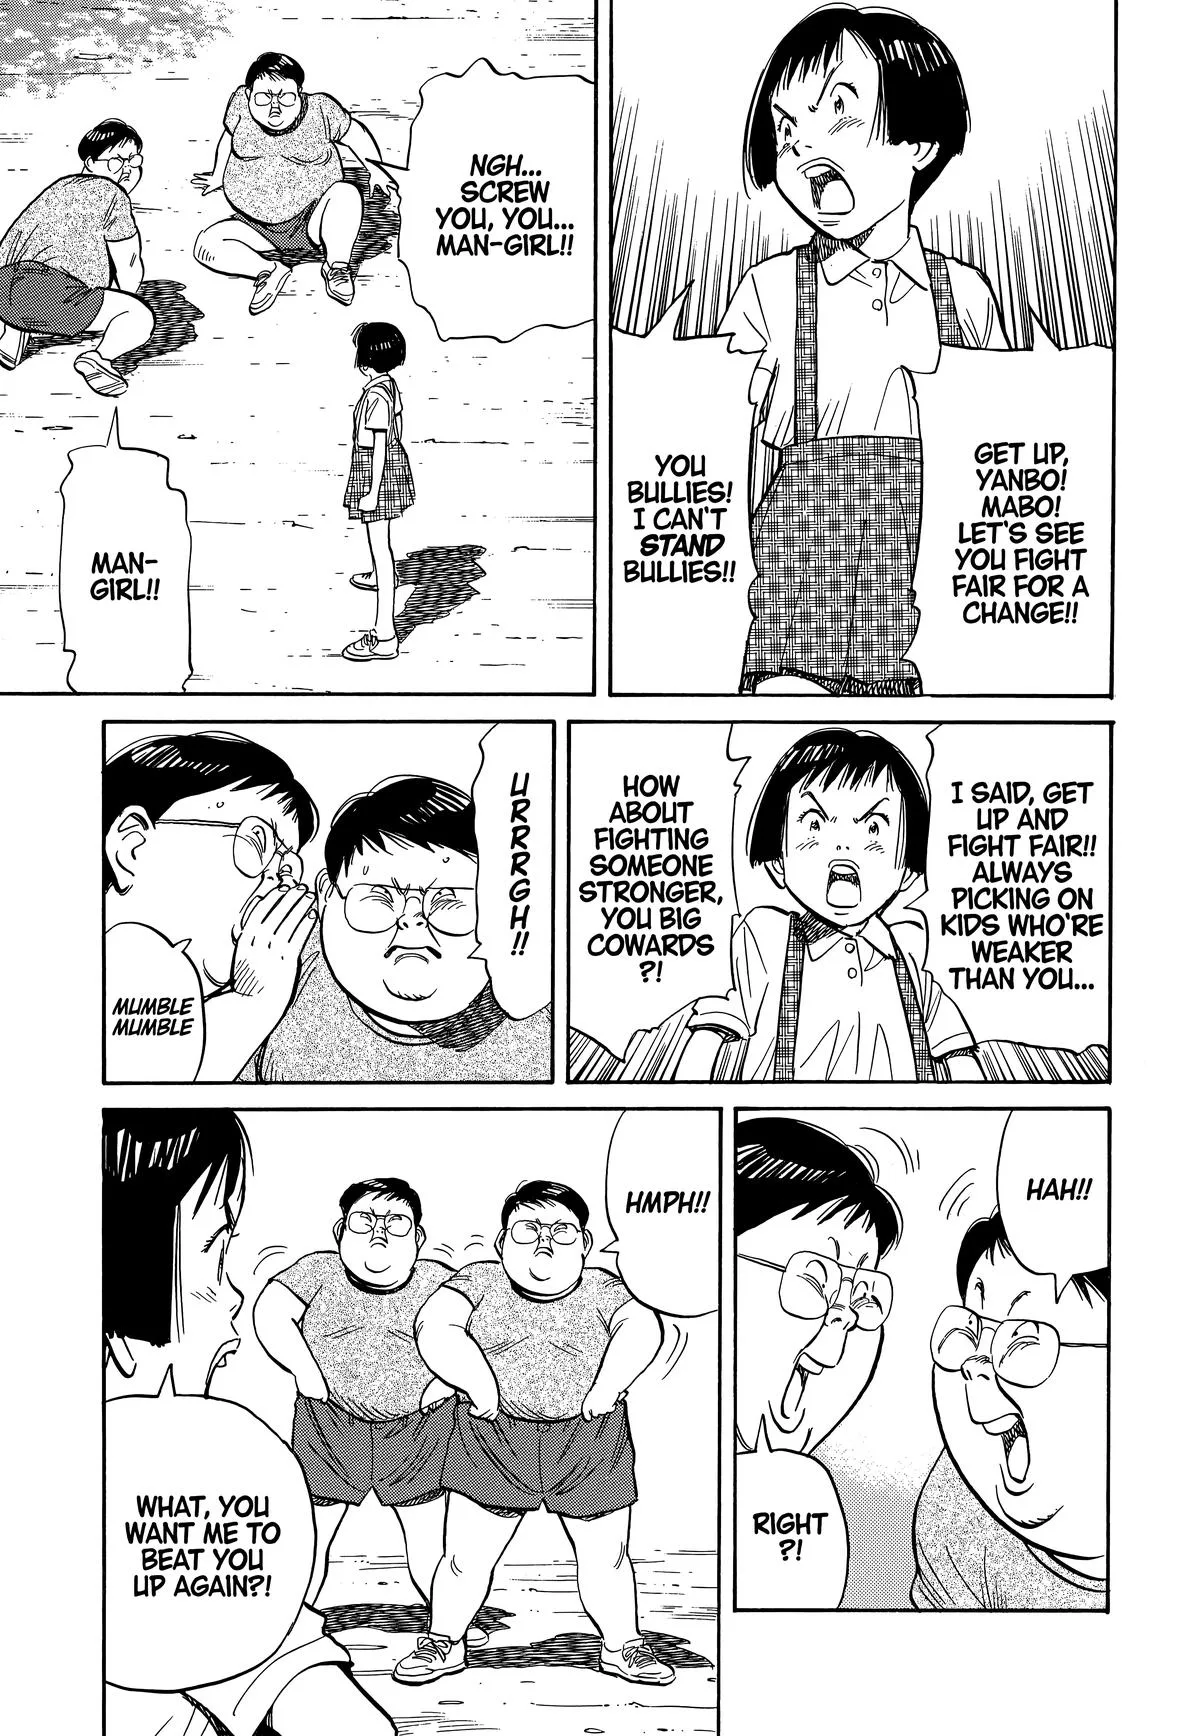 GET UP,
YANBO!
MABO!
LET'S SEE
YOU FIGHT
FAIR FOR A
CHANGE!!
YOU
BULLIES!
I CAN'T
STAND
BULLIES!!
NGH...
SCREW
YOU, YOU...
MAN-GIRL!!
MAN-
GIRL!!
I SAID, GET
UP AND
FIGHT FAIR!!
ALWAYS
PICKING ON
KIDS WHO'RE
WEAKER
THAN YOU...
HOW
ABOUT
FIGHTING
SOMEONE
STRONGER,
YOU BIG
COWARDS
?!
URRRGH!!
MUMBLE
MUMBLE
HAH!!
RIGHT
?!
HMPH!!
WHAT, YOU
WANT ME TO
BEAT YOU
UP AGAIN?!